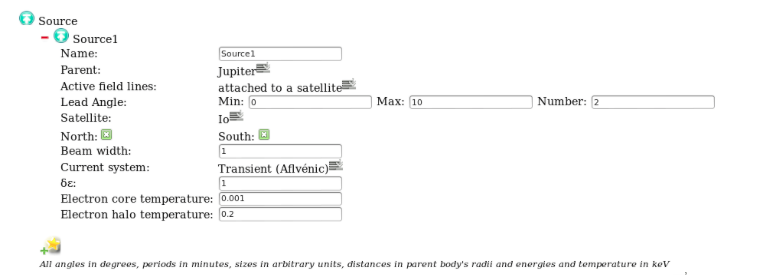 Source
Source1
Name: Source1
Parent: Jupiter
Active field lines: attached to a satellite
Lead Angle: Min: 0 Max: 10 Number: 2
Satellite: Io
North: South:
Beam width: 1
Current system: Transient (Aflvénic)
δε: 1
Electron core temperature: 0.001
Electron halo temperature: 0.2
All angles in degrees, periods in minutes, sizes in arbitrary units, distances in parent body's radii and energies and temperature in keV